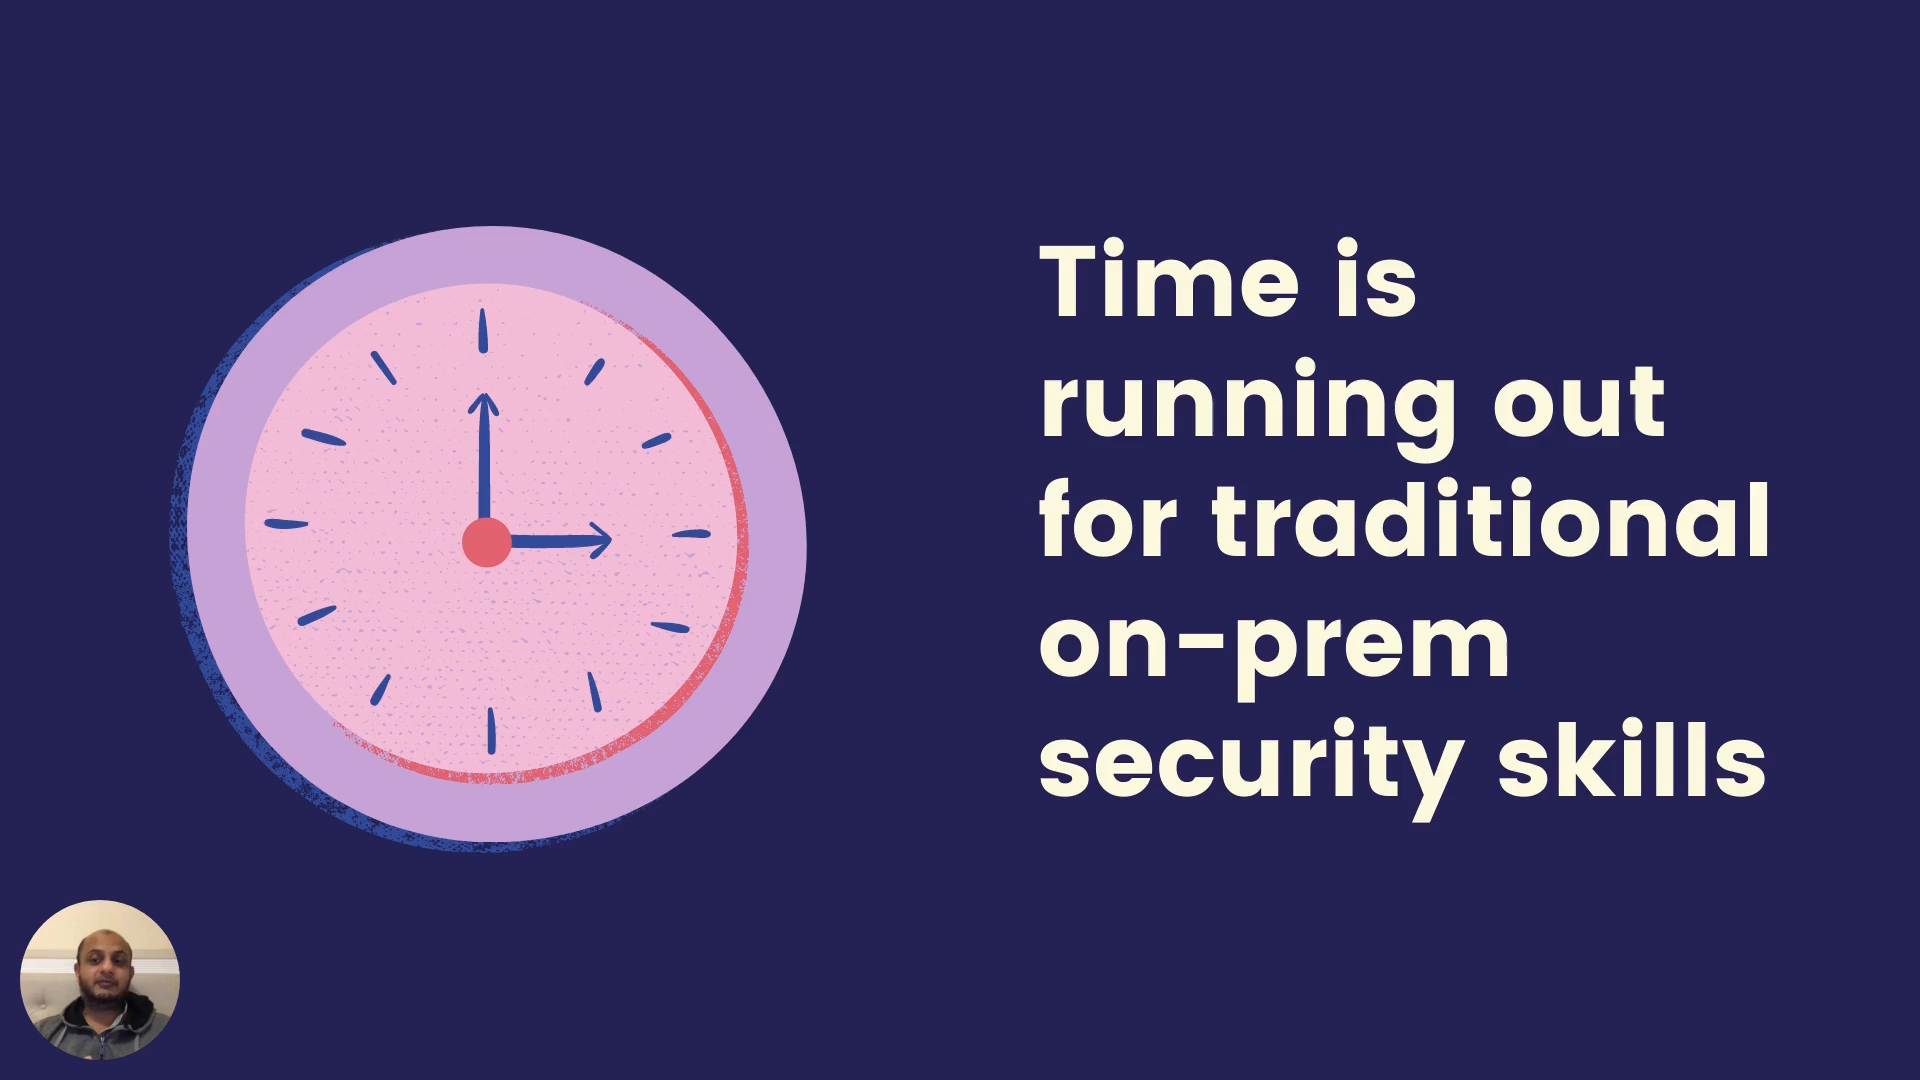 Time is
running out
for traditional
on-prem
security skills